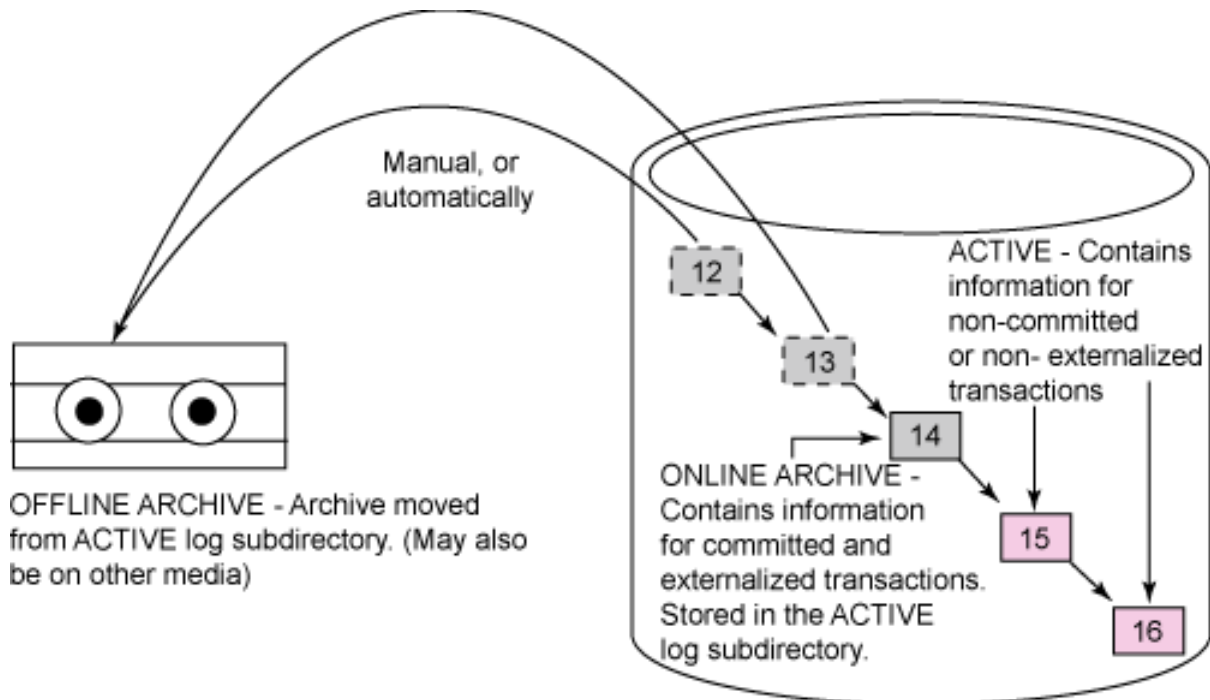 Manual, or
automatically
12
13
14
15
16
ACTIVE - Contains
information for
non-committed
or non- externalized
transactions
ONLINE ARCHIVE -
Contains information
for committed and
externalized transactions.
Stored in the ACTIVE
log subdirectory.
OFFLINE ARCHIVE - Archive moved
from ACTIVE log subdirectory. (May also
be on other media)